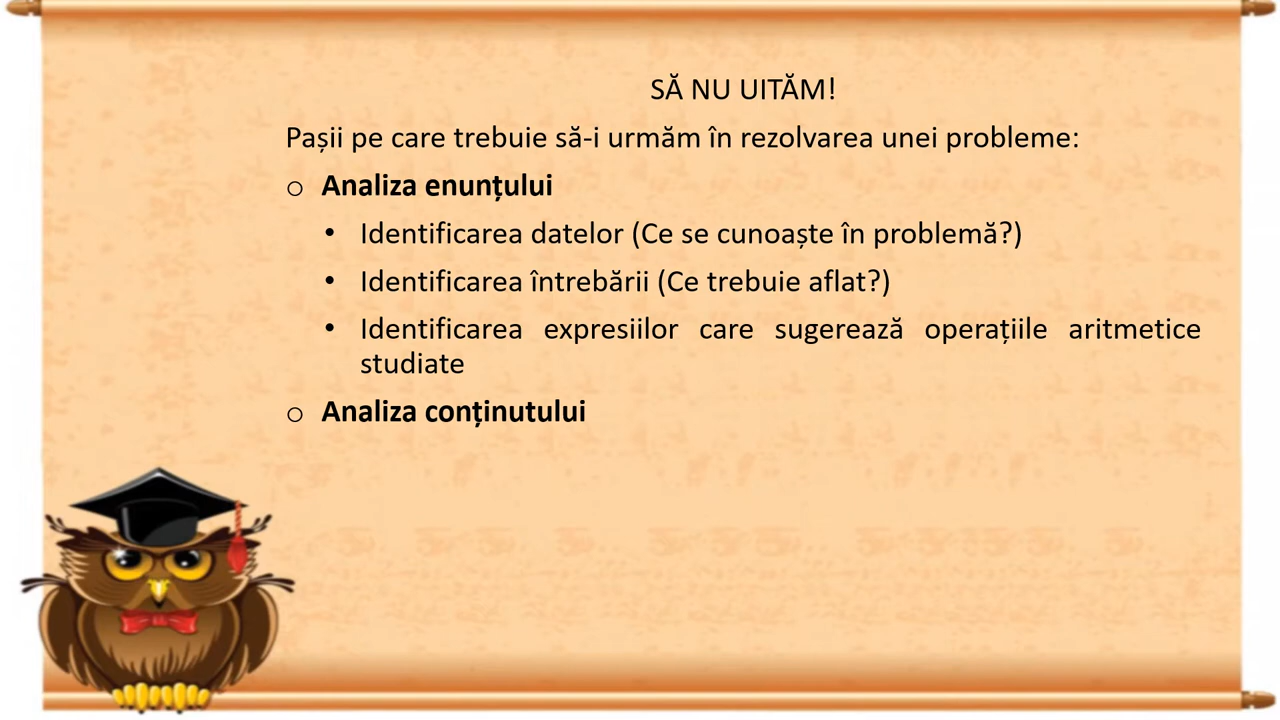 SĂ NU UITĂM!
Pașii pe care trebuie să-i urmăm în rezolvarea unei probleme:
o Analiza enunțului
• Identificarea datelor (Ce se cunoaște în problemă?)
• Identificarea întrebării (Ce trebuie aflat?)
• Identificarea expresiilor care sugerează operațiile aritmetice
studiate
o Analiza conținutului